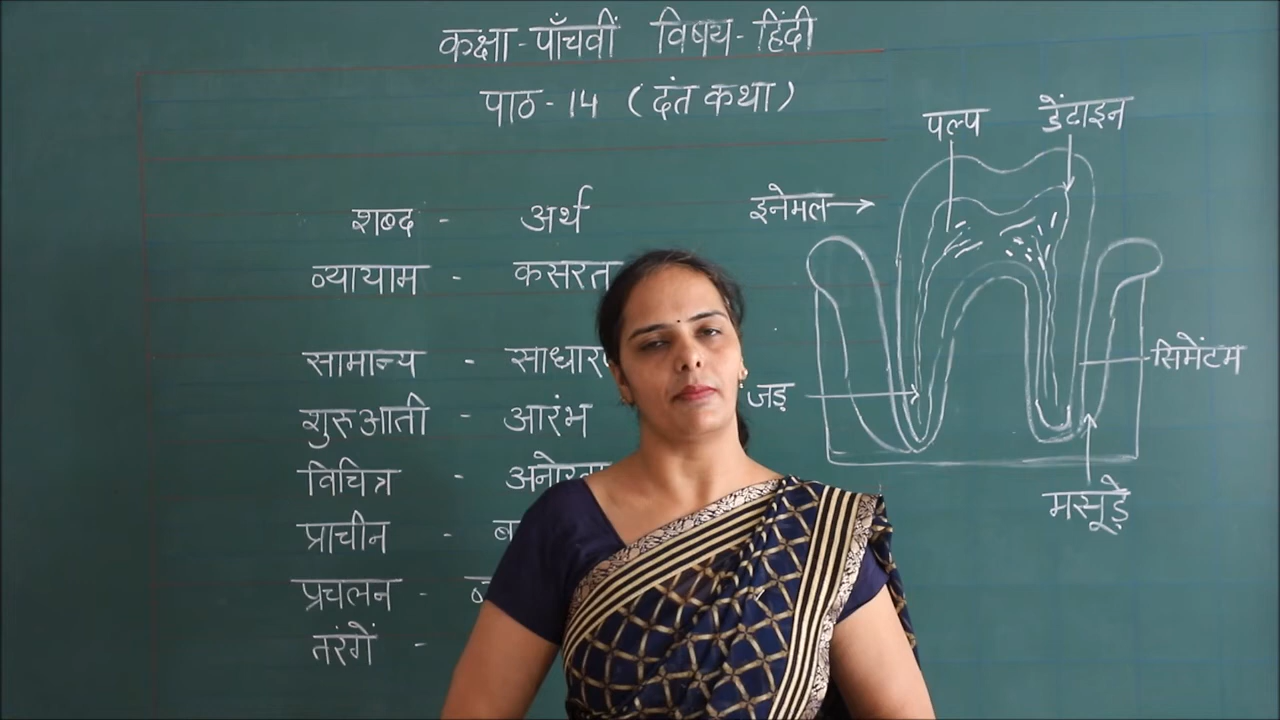 कक्षा-पाँचवीं विषय-हिंदी
पाठ-14 (दंत कथा)
शब्द - अर्थ
व्यायाम - कसरत
सामान्य -
शुरुआती - आरंभ
विचित्र -
प्राचीन -
प्रचलन -
तरंगें -
पल्प
डेंटाइन
इनेमल
सिमेंटम
जड़
मसूड़े